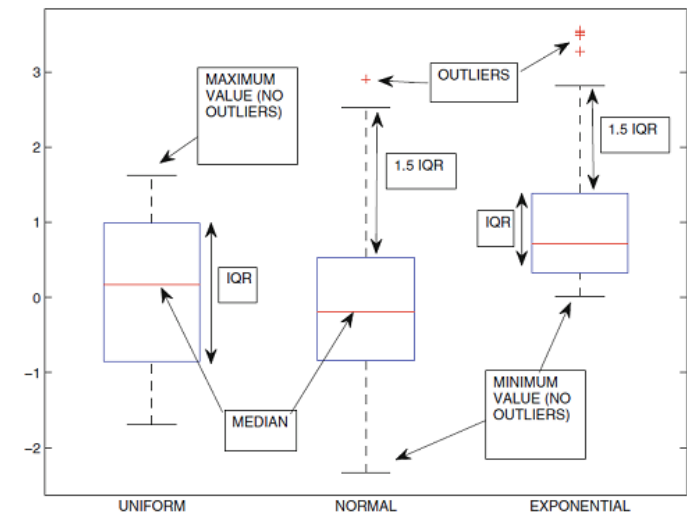 MAXIMUM
VALUE (NO
OUTLIERS)
OUTLIERS
1.5 IQR
1.5 IQR
IQR
IQR
MEDIAN
MINIMUM
VALUE (NO
OUTLIERS)
3
2
1
0
−1
−2
UNIFORM NORMAL EXPONENTIAL